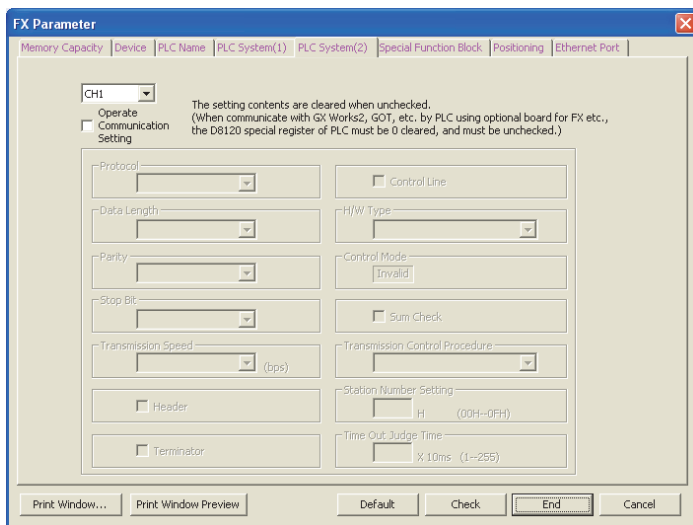 FX Parameter
Memory Capacity Device PLC Name PLC System(1) PLC System(2) Special Function Block Positioning Ethernet Port
CH1
Operate
Communication
Setting
The setting contents are cleared when unchecked.
(When communicate with GX Works2, GOT, etc. by PLC using optional board for FX etc.,
the D8120 special register of PLC must be 0 cleared, and must be unchecked.)
Protocol
Control Line
Data Length
H/W Type
Parity
Control Mode
Invalid
Stop Bit
Sum Check
Transmission Speed
(bps)
Transmission Control Procedure
Header
Station Number Setting
H (00H--0FH)
Terminator
Time Out Judge Time
X 10ms (1--255)
Print Window... Print Window Preview Default Check End Cancel